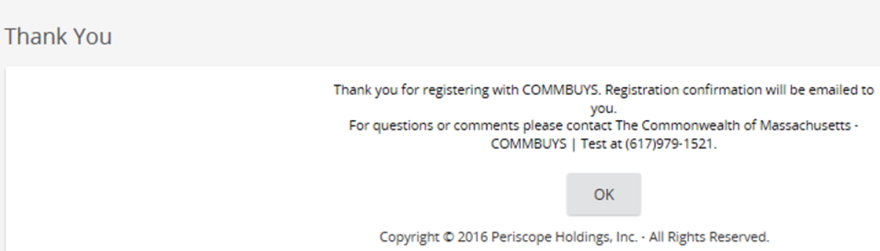 Thank You
Thank you for registering with COMMBUYS. Registration confirmation will be emailed to
you.
For questions or comments please contact The Commonwealth of Massachusetts -
COMMBUYS | Test at (617)979-1521.
OK
Copyright © 2016 Periscope Holdings, Inc. - All Rights Reserved.